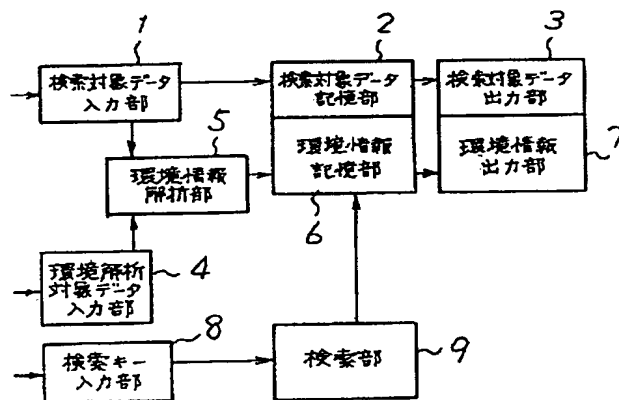 1
検索対象データ
入力部
2
検索対象データ
記憶部
3
検索対象データ
出力部
5
環境情報
解析部
環境情報
記憶部
6
環境情報
出力部
7
環境解析
対象データ
入力部
4
8
検索キー
入力部
検索部
9